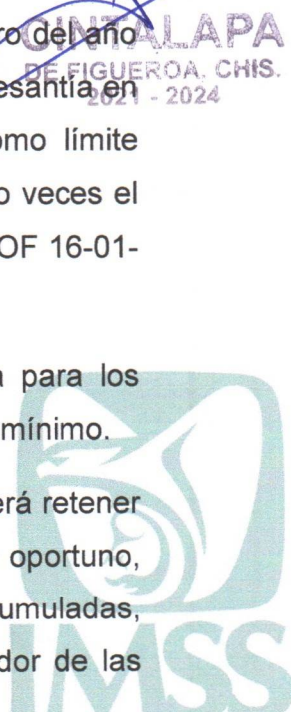 ro del año
CINTALAPA
DE FIGUEROA, CHIS.
esantía en
2021 - 2024
omo límite
o veces el
OF 16-01-
a para los
mínimo.
erá retener
oportuno,
umuladas,
dor de las
IMSS